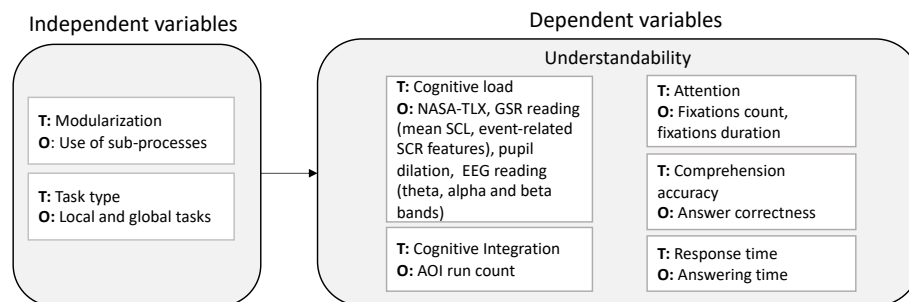 Independent variables
T: Modularization
O: Use of sub-processes
T: Task type
O: Local and global tasks
Dependent variables
Understandability
T: Cognitive load
O: NASA-TLX, GSR reading
(mean SCL, event-related
SCR features), pupil
dilation, EEG reading
(theta, alpha and beta
bands)
T: Cognitive Integration
O: AOI run count
T: Attention
O: Fixations count,
fixations duration
T: Comprehension
accuracy
O: Answer correctness
T: Response time
O: Answering time